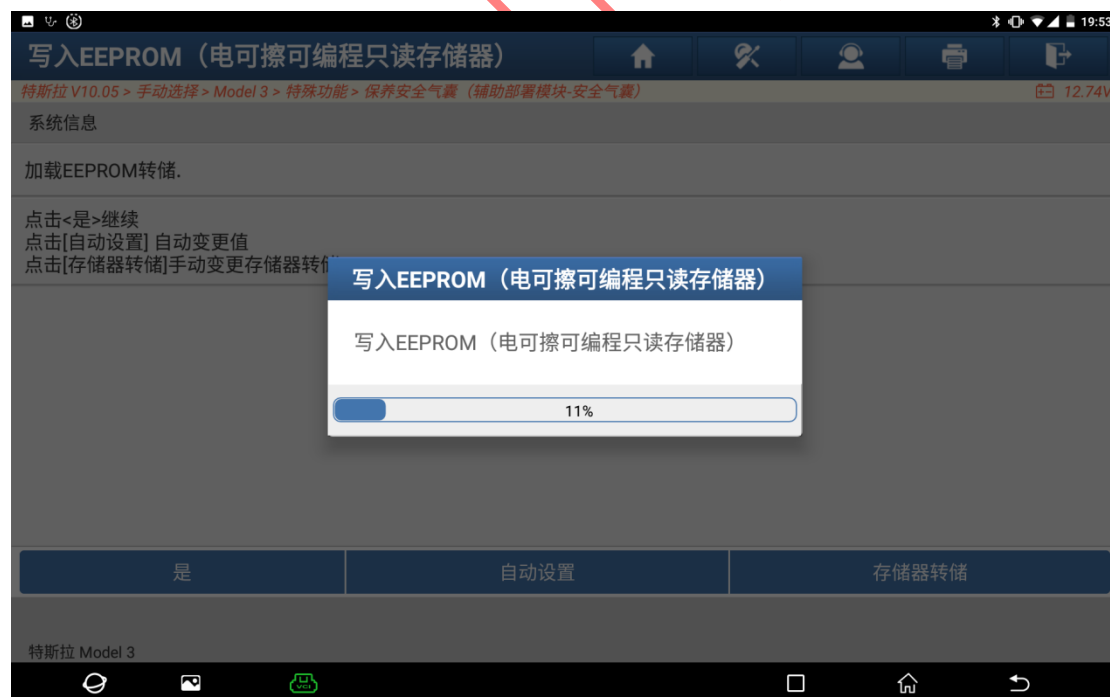 19:53
写入EEPROM（电可擦可编程只读存储器）
特斯拉 V10.05 > 手动选择 > Model 3 > 特殊功能 > 保养安全气囊（辅助部署模块-安全气囊）
12.74V
系统信息
加载EEPROM转储.
点击<是>继续
点击[自动设置] 自动变更值
点击[存储器转储]手动变更存储器转储
写入EEPROM（电可擦可编程只读存储器）
写入EEPROM（电可擦可编程只读存储器）
11%
是
自动设置
存储器转储
特斯拉 Model 3
VCI